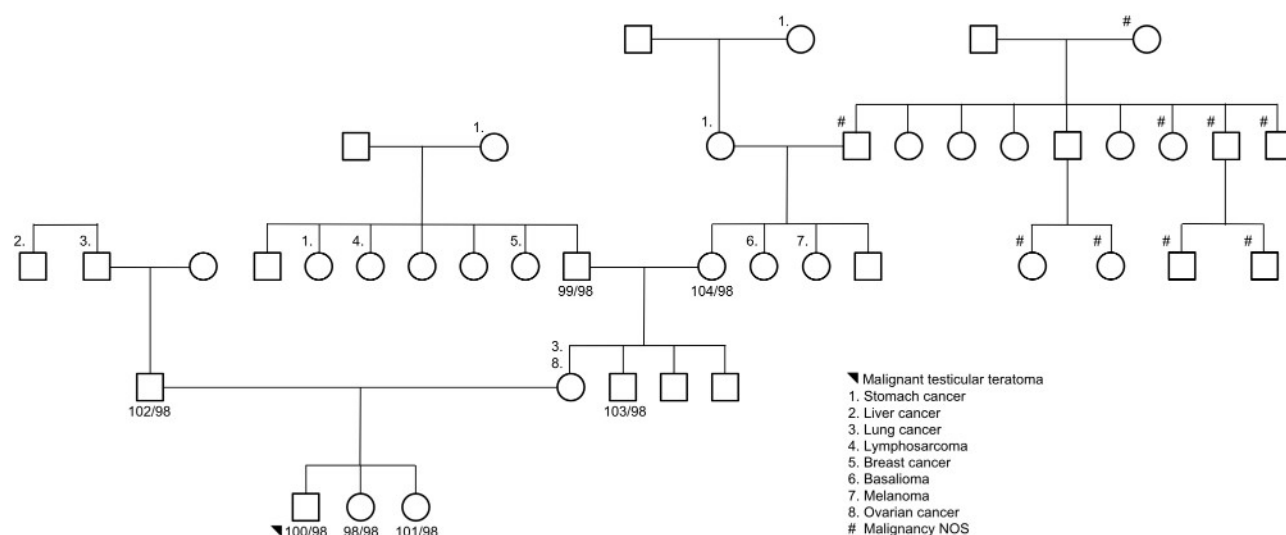 1. #
1. 1. # # # #
2. 3. 1. 4. 5. 6. 7. # # # #
99/98 104/98
3.
8.
102/98 103/98
100/98 98/98 101/98
Malignant testicular teratoma
1. Stomach cancer
2. Liver cancer
3. Lung cancer
4. Lymphosarcoma
5. Breast cancer
6. Basalioma
7. Melanoma
8. Ovarian cancer
# Malignancy NOS